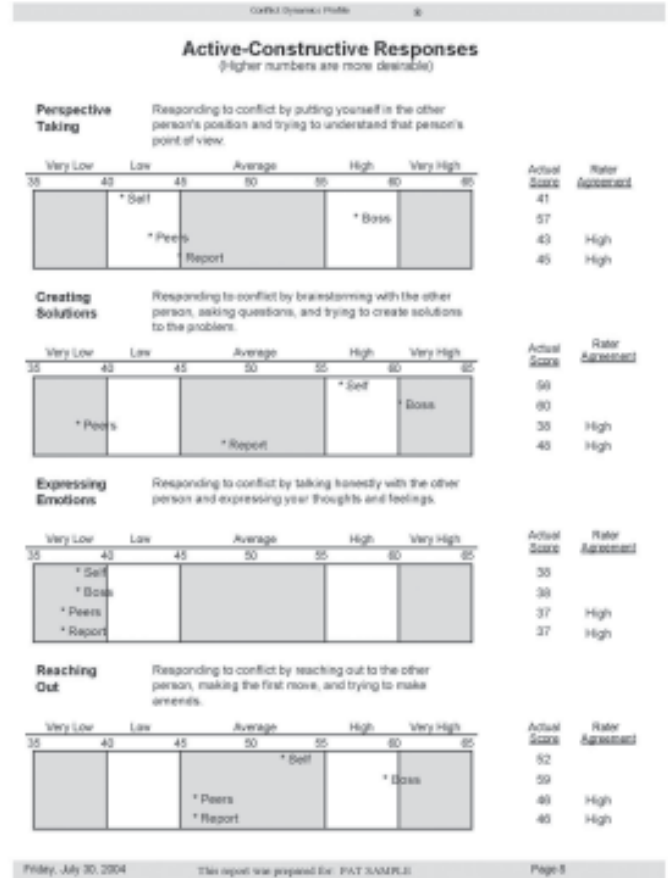 Conflict Dynamics Profile ®
Active-Constructive Responses
(Higher numbers are more desirable)
Perspective Taking
Responding to conflict by putting yourself in the other
person's position and trying to understand that person's
point of view.
Very Low Low Average High Very High
Actual Score Rater Agreement
35 40 45 50 55 60 65
* Self 41
* Boss 57
* Peers 43 High
* Report 45 High
Creating Solutions
Responding to conflict by brainstorming with the other
person, asking questions, and trying to create solutions
to the problem.
Very Low Low Average High Very High
Actual Score Rater Agreement
35 40 45 50 55 60 65
* Self 56
* Boss 60
* Peers 38 High
* Report 48 High
Expressing Emotions
Responding to conflict by talking honestly with the other
person and expressing your thoughts and feelings.
Very Low Low Average High Very High
Actual Score Rater Agreement
35 40 45 50 55 60 65
* Self 38
* Boss 38
* Peers 37 High
* Report 37 High
Reaching Out
Responding to conflict by reaching out to the other
person, making the first move, and trying to make
amends.
Very Low Low Average High Very High
Actual Score Rater Agreement
35 40 45 50 55 60 65
* Self 52
* Boss 59
* Peers 46 High
* Report 46 High
Friday, July 30, 2004 This report was prepared for: PAT SAMPLE